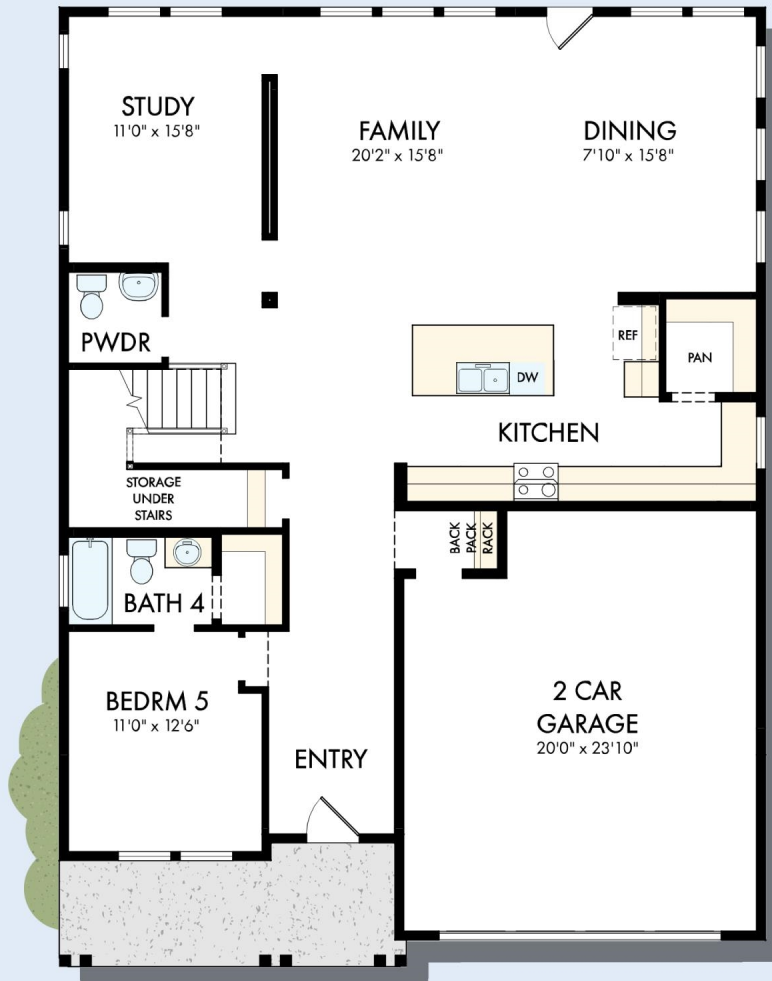 STUDY
11'0" x 15'8"
FAMILY
20'2" x 15'8"
DINING
7'10" x 15'8"
PWDR
REF
PAN
DW
KITCHEN
STORAGE
UNDER
STAIRS
BACK
PACK
RACK
BATH 4
BEDRM 5
11'0" x 12'6"
2 CAR
GARAGE
20'0" x 23'10"
ENTRY